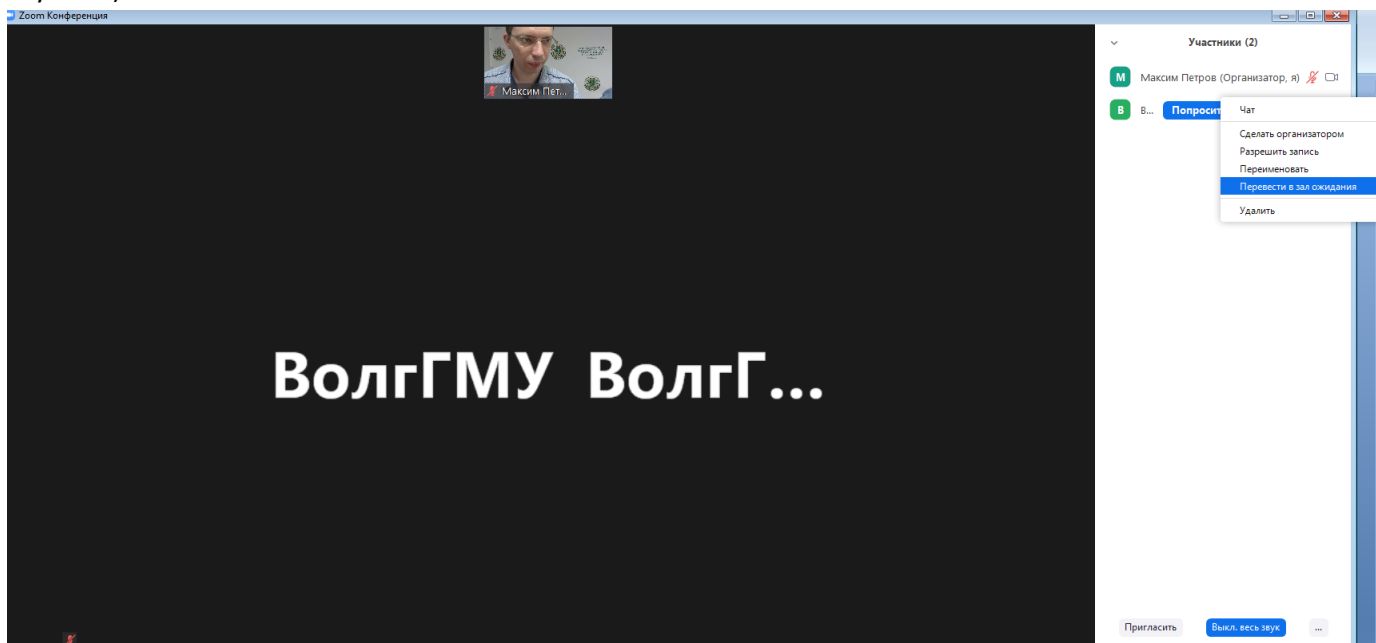 Zoom Конференция
Максим Пет...
ВолгГМУ ВолгГ...
Участники (2)
М Максим Петров (Организатор, я)
В В... Попросит
Чат
Сделать организатором
Разрешить запись
Переименовать
Перевести в зал ожидания
Удалить
Пригласить Выкл. весь звук ...